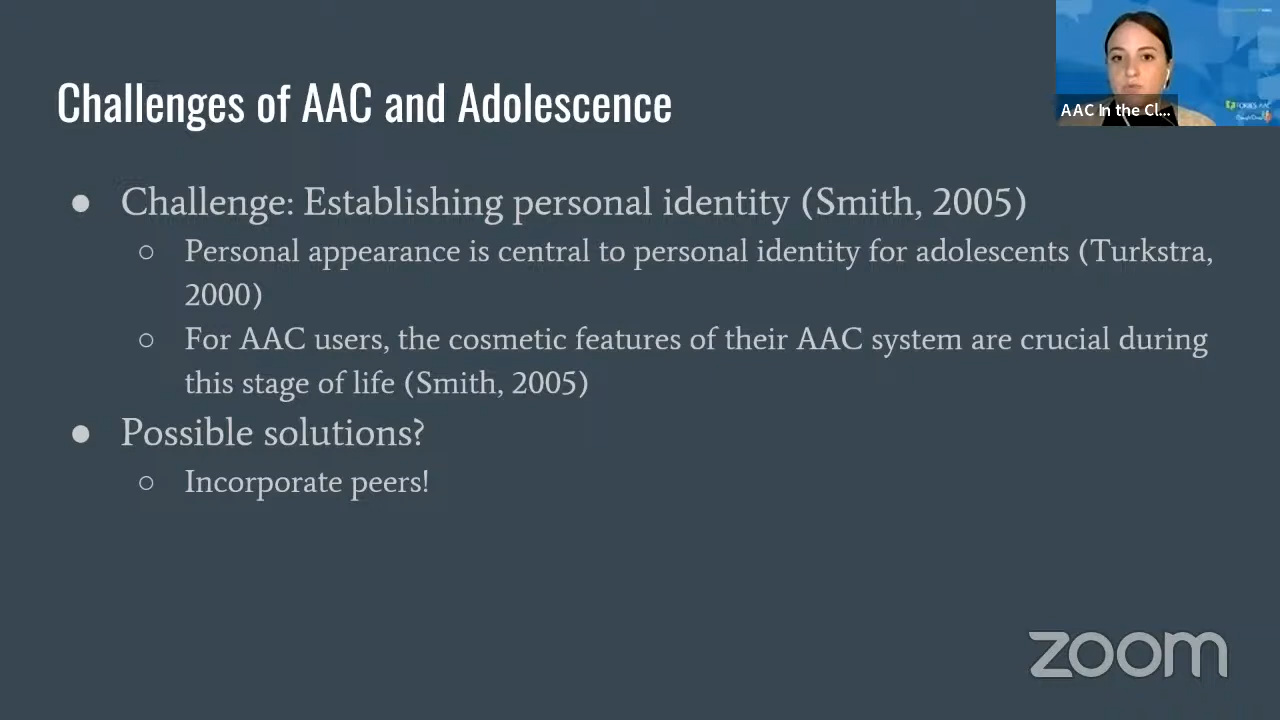 Challenges of AAC and Adolescence
AAC in the Cl...
FORBES AAC
● Challenge: Establishing personal identity (Smith, 2005)
○ Personal appearance is central to personal identity for adolescents (Turkstra,
2000)
○ For AAC users, the cosmetic features of their AAC system are crucial during
this stage of life (Smith, 2005)
● Possible solutions?
○ Incorporate peers!
zoom